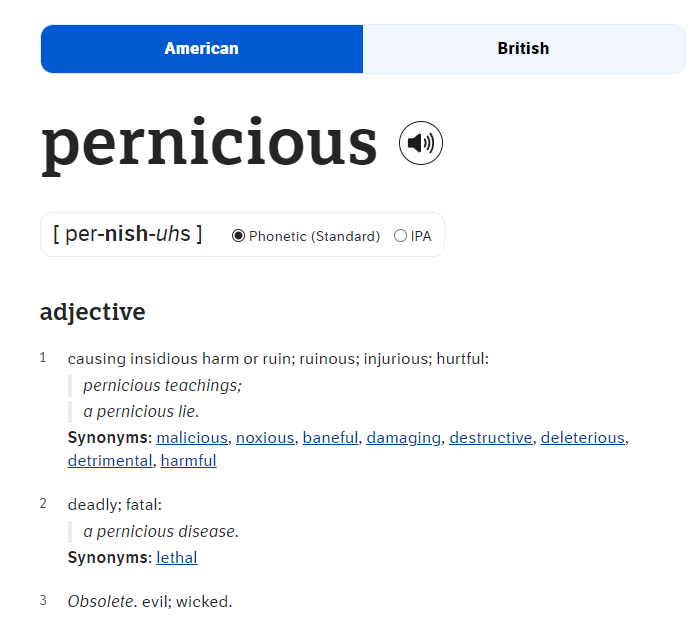 American British
pernicious
[ per-nish-uhs ] Phonetic (Standard) IPA
adjective
1 causing insidious harm or ruin; ruinous; injurious; hurtful:
pernicious teachings;
a pernicious lie.
Synonyms: malicious, noxious, baneful, damaging, destructive, deleterious,
detrimental, harmful
2 deadly; fatal:
a pernicious disease.
Synonyms: lethal
3 Obsolete. evil; wicked.